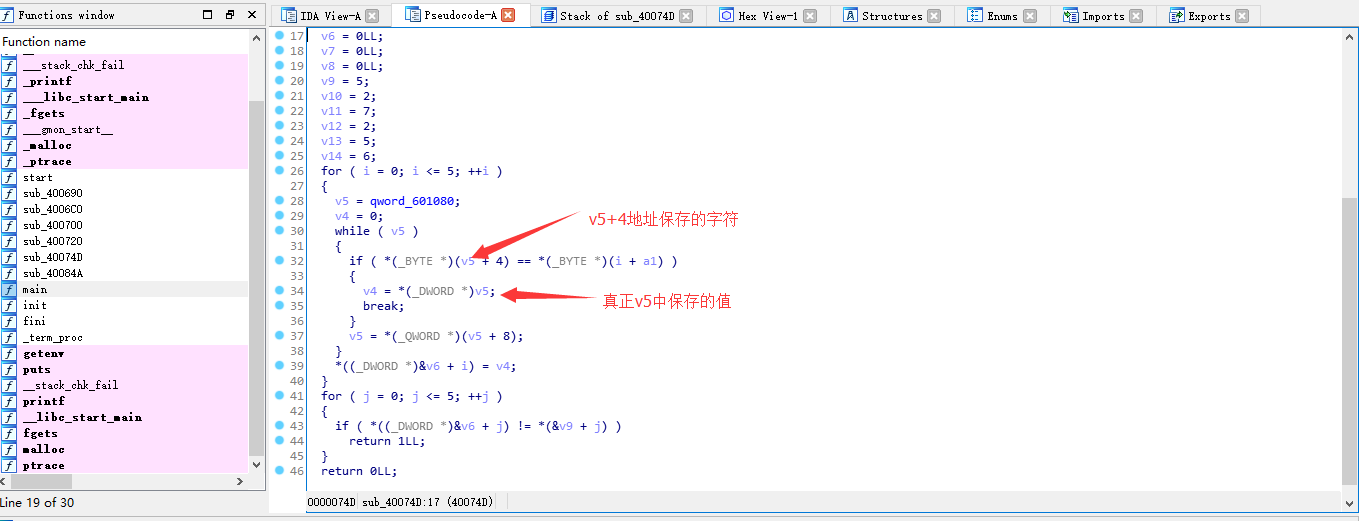 Functions window
IDA View-A
Pseudocode-A
Stack of sub_40074D
Hex View-1
Structures
Enums
Imports
Exports
Function name
f ___stack_chk_fail
f _printf
f ___libc_start_main
f _fgets
f ___gmon_start__
f _malloc
f _ptrace
f start
f sub_400690
f sub_4006C0
f sub_400700
f sub_400720
f sub_40074D
f sub_40084A
f main
f init
f fini
f _term_proc
f getenv
f puts
f __stack_chk_fail
f printf
f __libc_start_main
f fgets
f malloc
f ptrace
Line 19 of 30
17 v6 = 0LL;
18 v7 = 0LL;
19 v8 = 0LL;
20 v9 = 5;
21 v10 = 2;
22 v11 = 7;
23 v12 = 2;
24 v13 = 5;
25 v14 = 6;
26 for ( i = 0; i <= 5; ++i )
27 {
28 v5 = qword_601080;
29 v4 = 0;
30 while ( v5 )
31 {
32 if ( *(_BYTE *)(v5 + 4) == *(_BYTE *)(i + a1) )
33 {
34 v4 = *(_DWORD *)v5;
35 break;
36 }
37 v5 = *(_QWORD *)(v5 + 8);
38 }
39 *((_DWORD *)&v6 + i) = v4;
40 }
41 for ( j = 0; j <= 5; ++j )
42 {
43 if ( *((_DWORD *)&v6 + j) != *(&v9 + j) )
44 return 1LL;
45 }
46 return 0LL;
v5+4地址保存的字符
真正v5中保存的值
0000074D sub_40074D:17 (40074D)